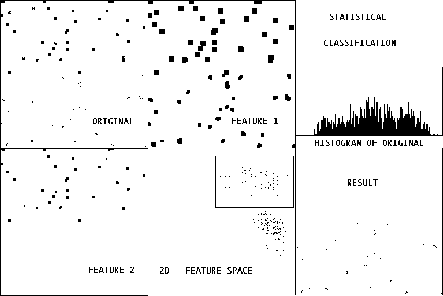 STATISTICAL
CLASSIFICATION
ORIGINAL
FEATURE 1
HISTOGRAM OF ORIGINAL
RESULT
FEATURE 2
2D FEATURE SPACE